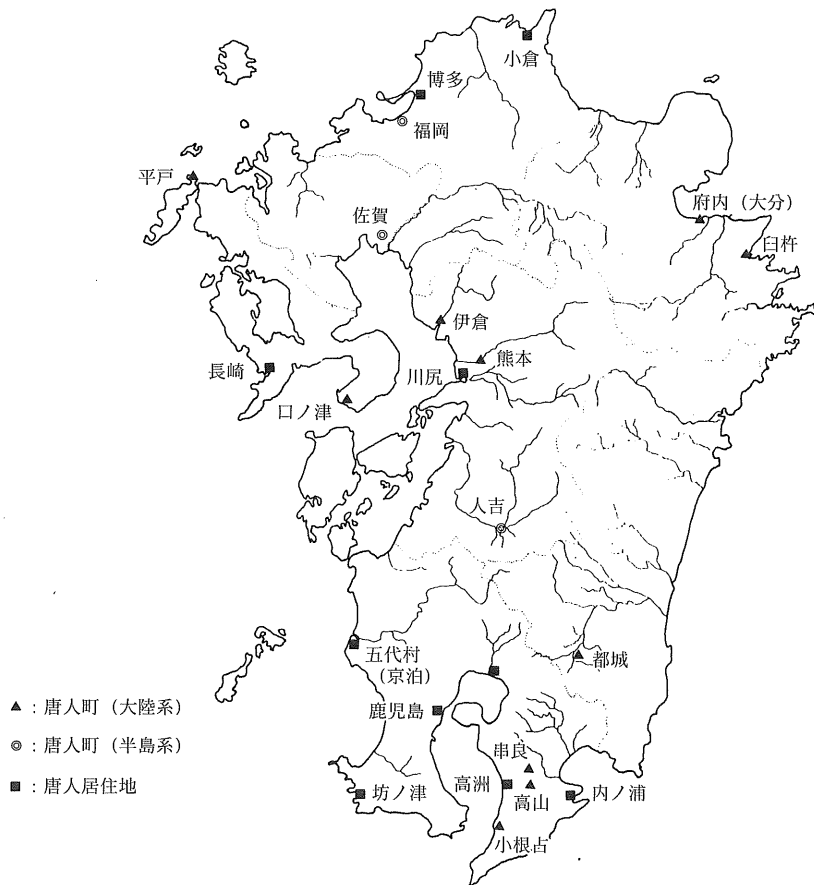 小倉
博多
福岡
平戸
佐賀
府内（大分）
臼杵
伊倉
熊本
長崎
川尻
口ノ津
人吉
五代村
（京泊）
都城
鹿児島
串良
高洲
高山
内ノ浦
坊ノ津
小根占
▲：唐人町（大陸系）
◎：唐人町（半島系）
■：唐人居住地